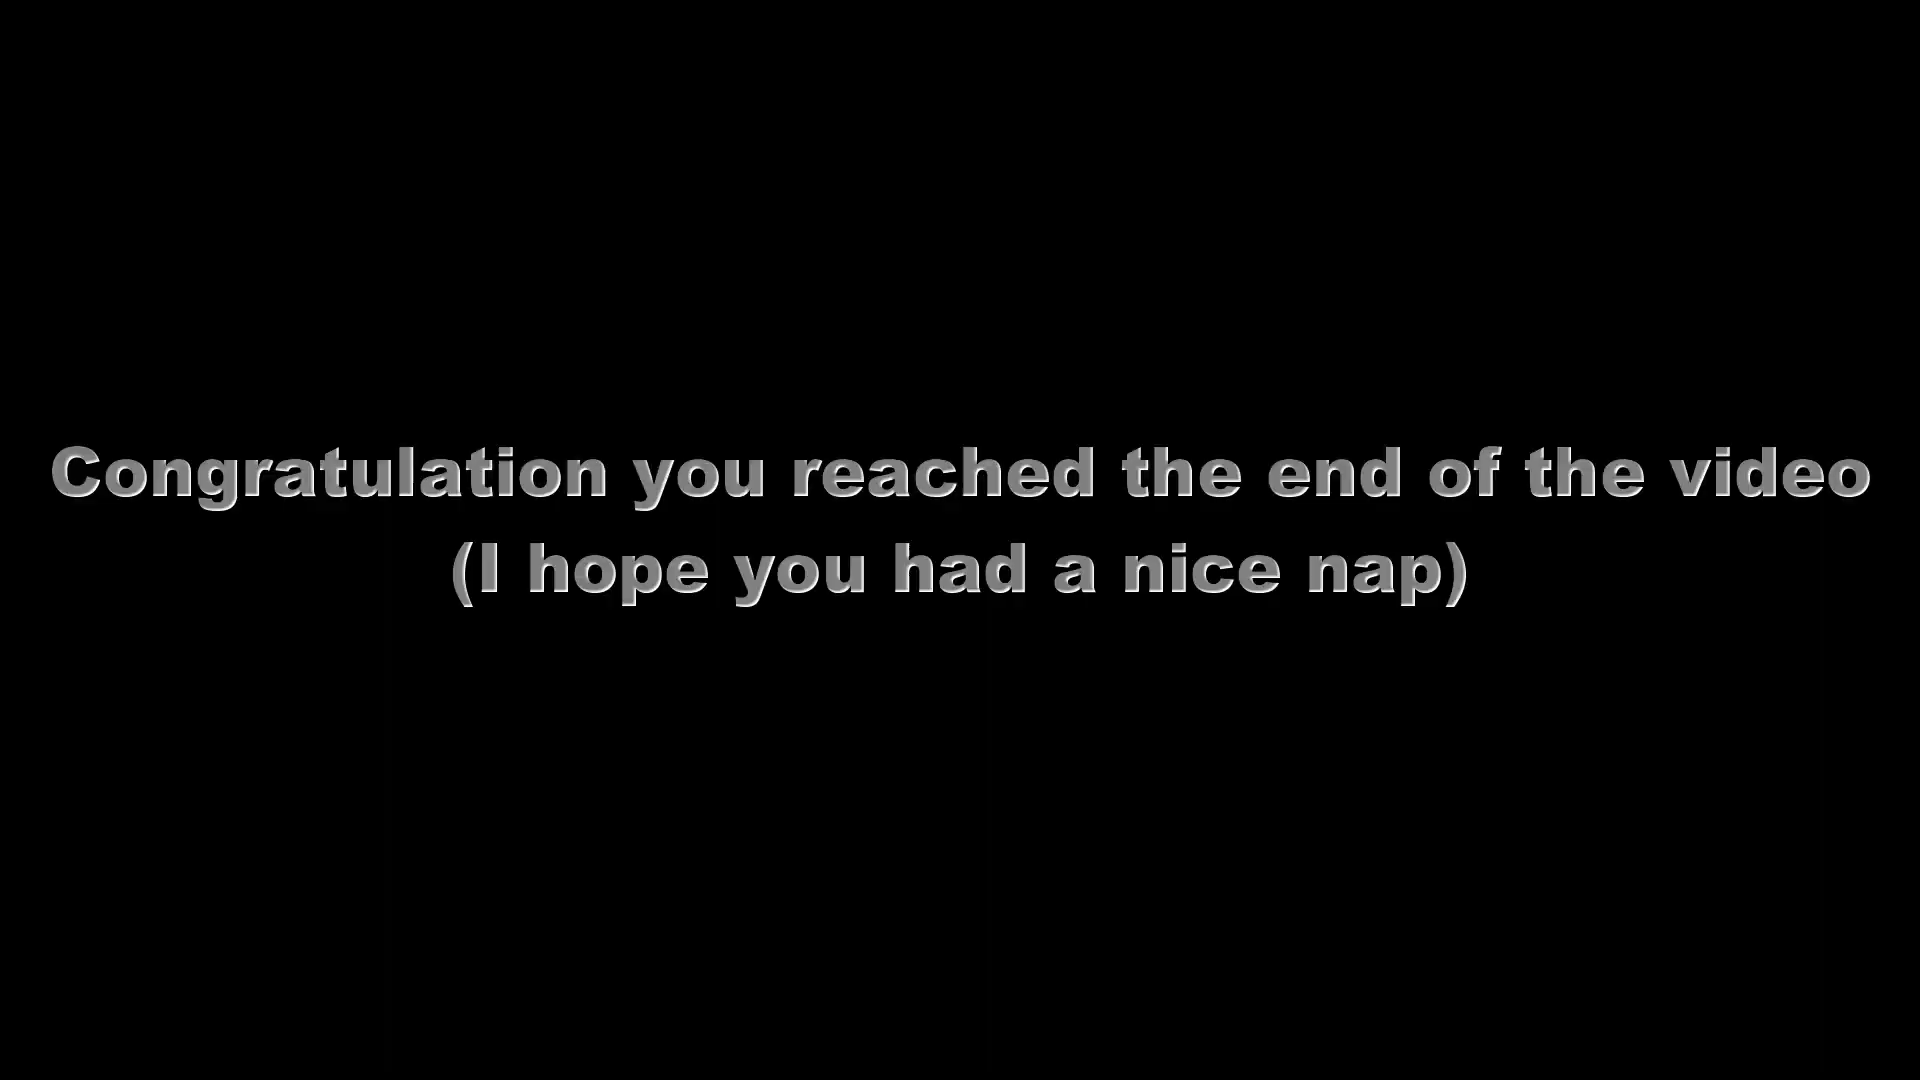 Congratulation you reached the end of the video
(I hope you had a nice nap)